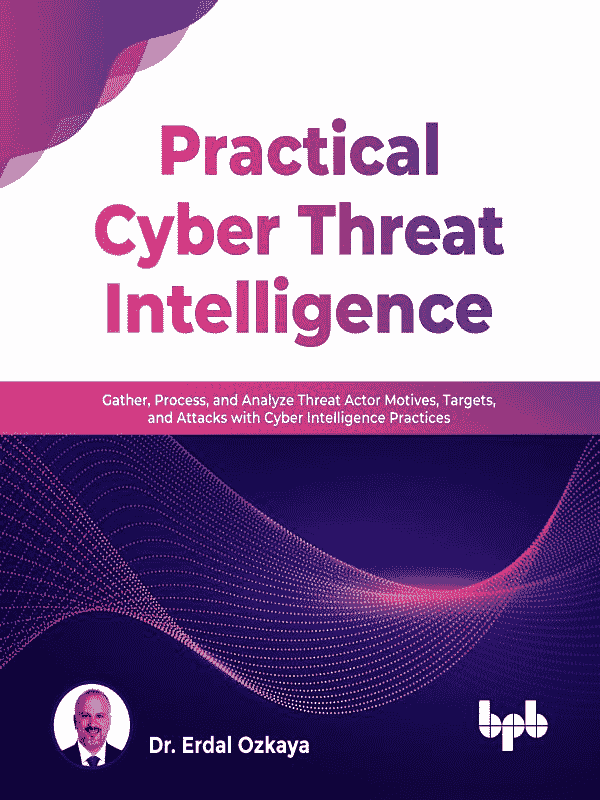 Practical
Cyber Threat
Intelligence
Gather, Process, and Analyze Threat Actor Motives, Targets,
and Attacks with Cyber Intelligence Practices
Dr. Erdal Ozkaya
bpb